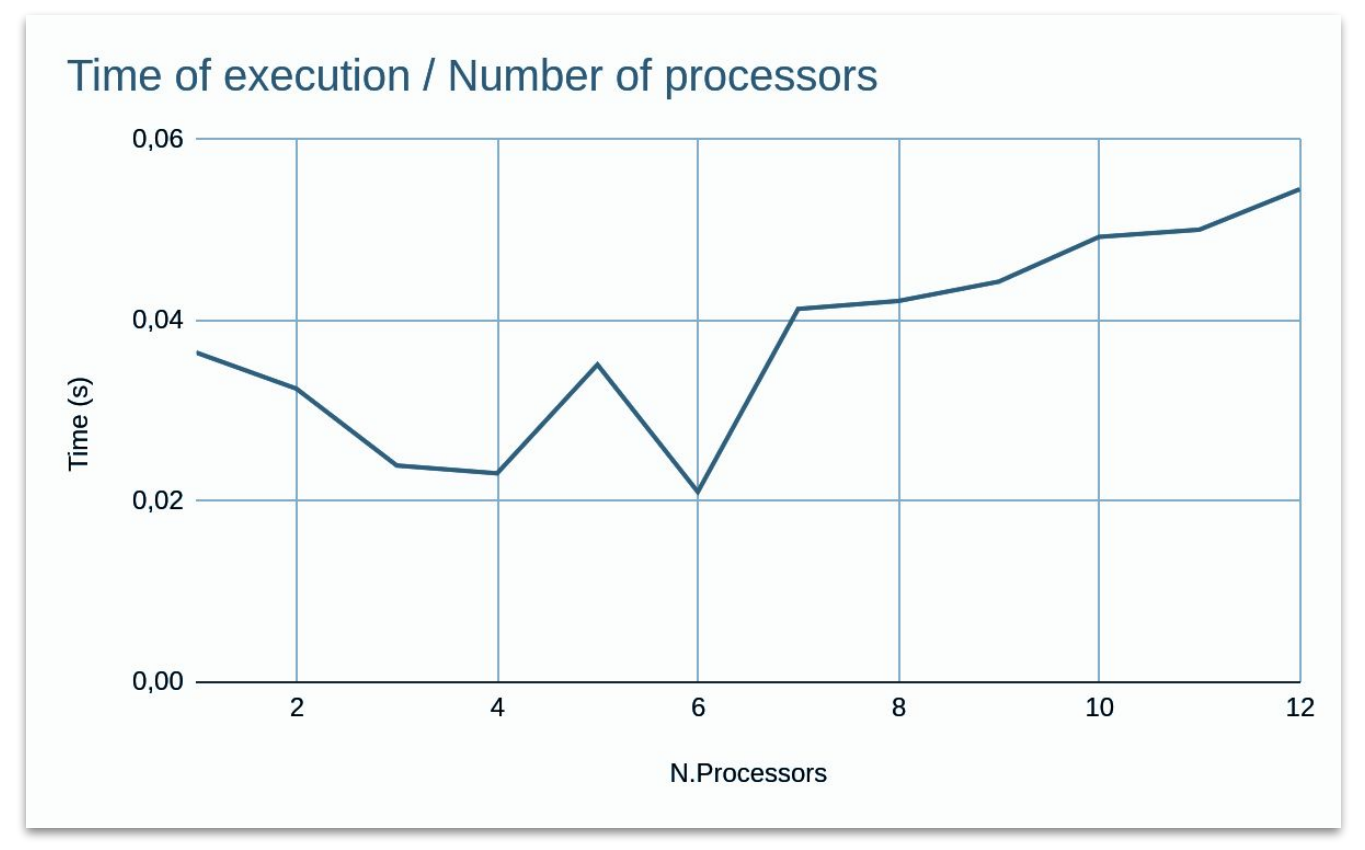 Time of execution / Number of processors
0,06
0,04
0,02
0,00
Time (s)
2 4 6 8 10 12
N.Processors